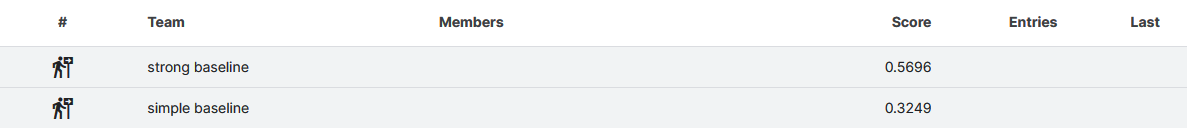 # Team Members Score Entries Last
strong baseline 0.5696
simple baseline 0.3249